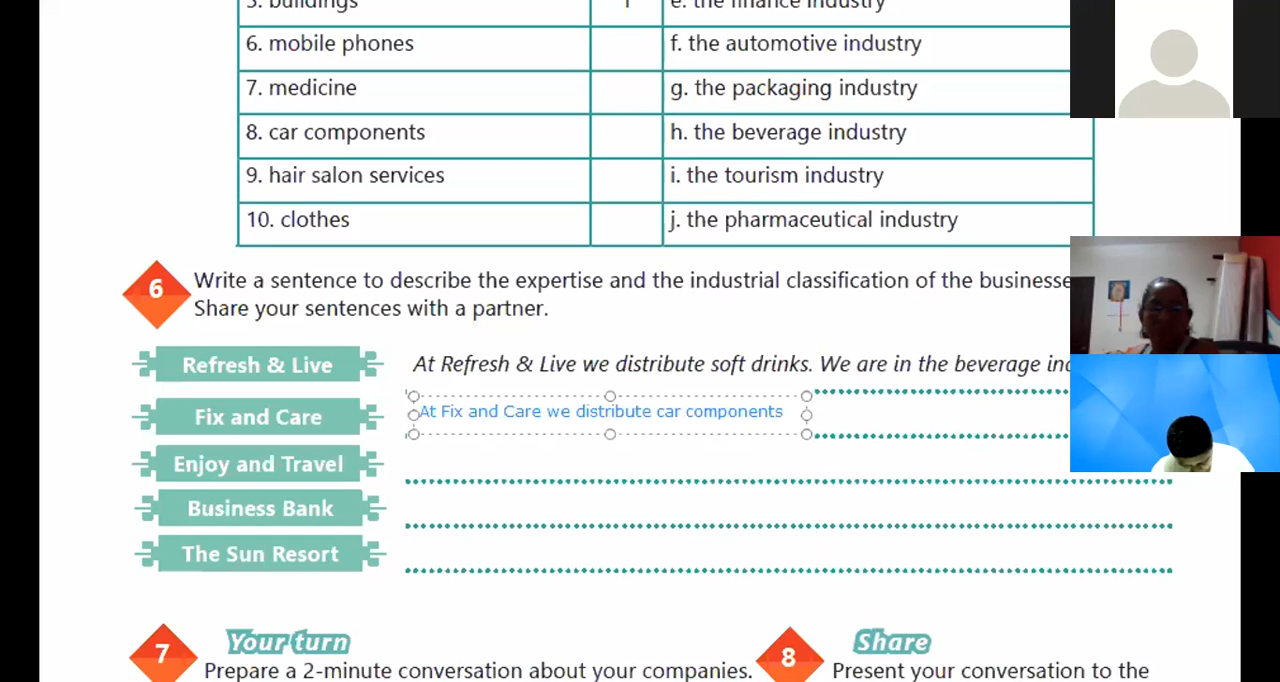 5. buildings e. the finance industry
6. mobile phones f. the automotive industry
7. medicine g. the packaging industry
8. car components h. the beverage industry
9. hair salon services i. the tourism industry
10. clothes j. the pharmaceutical industry
6 Write a sentence to describe the expertise and the industrial classification of the
Share your sentences with a partner.
Refresh & Live At Refresh & Live we distribute soft drinks. We are in the beverage
Fix and Care At Fix and Care we distribute car components
Enjoy and Travel
Business Bank
The Sun Resort
7 Your turn
Prepare a 2-minute conversation about your companies.
8 Share
Present your conversation to the